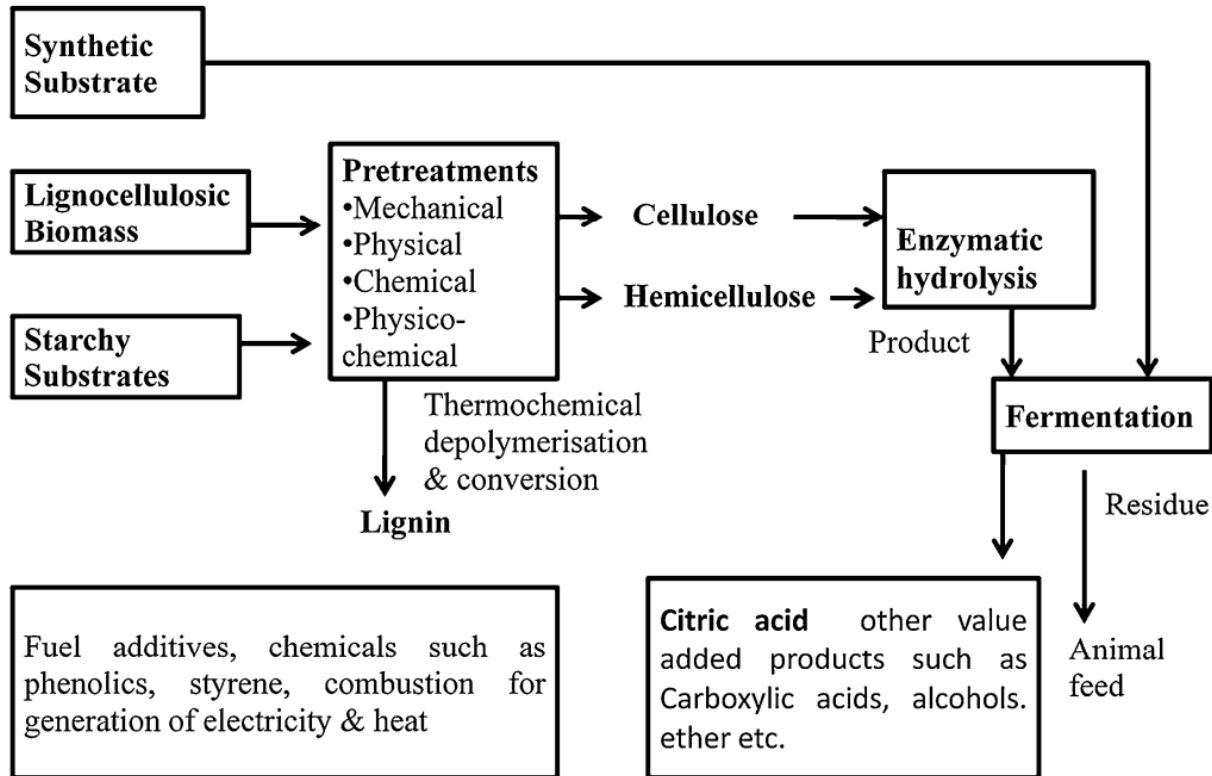 Synthetic
Substrate
Lignocellulosic
Biomass
Starchy
Substrates
Pretreatments
•Mechanical
•Physical
•Chemical
•Physico-
chemical
Cellulose
Hemicellulose
Enzymatic
hydrolysis
Product
Fermentation
Thermochemical
depolymerisation
& conversion
Lignin
Residue
Fuel additives, chemicals such as
phenolics, styrene, combustion for
generation of electricity & heat
Citric acid other value
added products such as
Carboxylic acids, alcohols.
ether etc.
Animal
feed